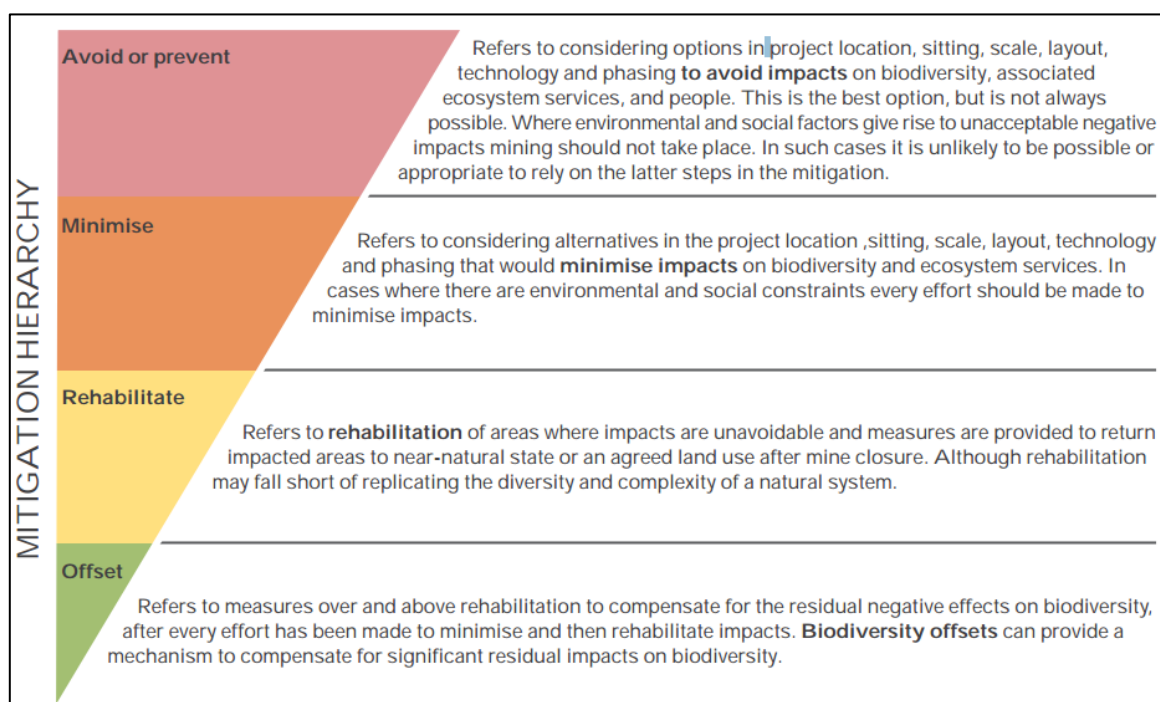 MITIGATION HIERARCHY
Avoid or prevent
Refers to considering options in project location, sitting, scale, layout,
technology and phasing to avoid impacts on biodiversity, associated
ecosystem services, and people. This is the best option, but is not always
possible. Where environmental and social factors give rise to unacceptable negative
impacts mining should not take place. In such cases it is unlikely to be possible or
appropriate to rely on the latter steps in the mitigation.
Minimise
Refers to considering alternatives in the project location ,sitting, scale, layout, technology
and phasing that would minimise impacts on biodiversity and ecosystem services. In
cases where there are environmental and social constraints every effort should be made to
minimise impacts.
Rehabilitate
Refers to rehabilitation of areas where impacts are unavoidable and measures are provided to return
impacted areas to near-natural state or an agreed land use after mine closure. Although rehabilitation
may fall short of replicating the diversity and complexity of a natural system.
Offset
Refers to measures over and above rehabilitation to compensate for the residual negative effects on biodiversity,
after every effort has been made to minimise and then rehabilitate impacts. Biodiversity offsets can provide a
mechanism to compensate for significant residual impacts on biodiversity.